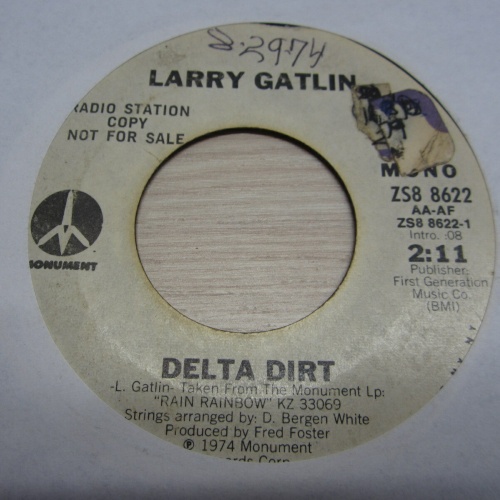 8.2974
LARRY GATLIN
RADIO STATION
COPY
NOT FOR SALE
MONO
ZS8 8622
AA-AF
ZS8 8622-1
Intro. :08
2:11
Publisher:
First Generation
Music Co.
(BMI)
MONUMENT
DELTA DIRT
-L. Gatlin- Taken From The Monument Lp:
"RAIN RAINBOW" KZ 33069
Strings arranged by: D. Bergen White
Produced by Fred Foster
℗ 1974 Monument
Corp.